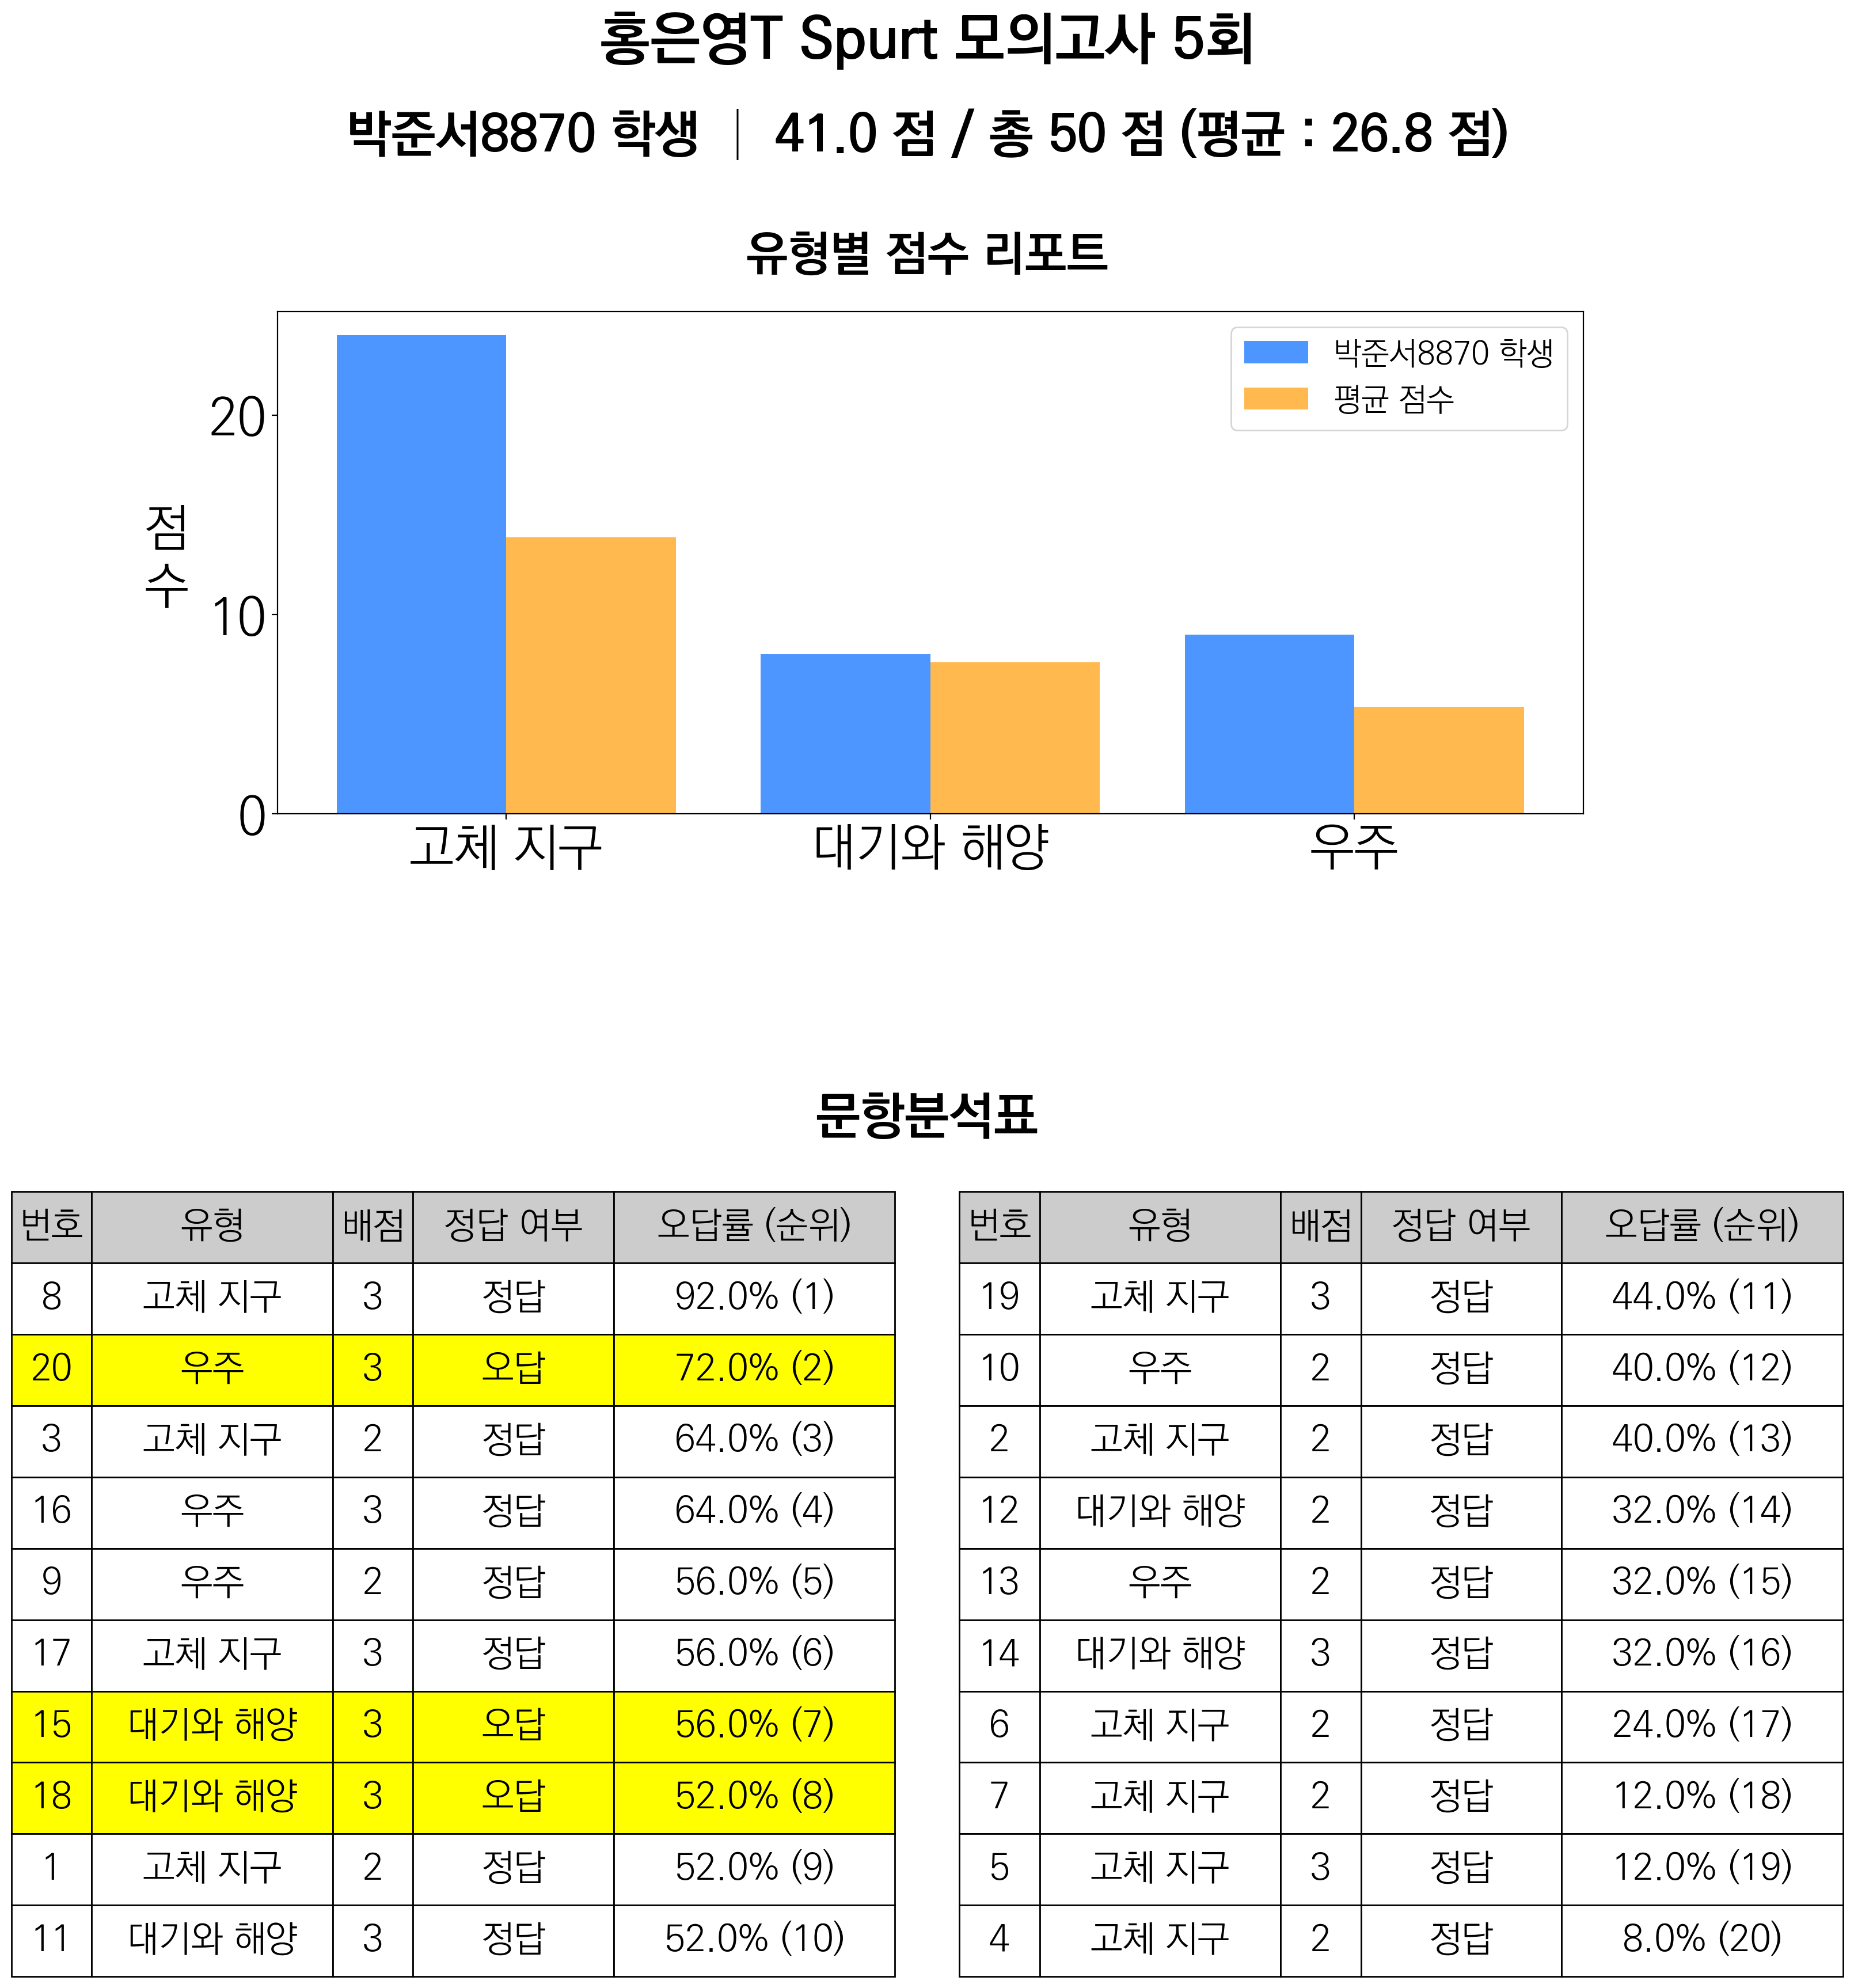 홍은영T Spurt 모의고사 5회
박준서8870 학생 │ 41.0 점 / 총 50 점 (평균 : 26.8 점)
유형별 점수 리포트
박준서8870 학생
평균 점수
점수
20
10
0
고체 지구 대기와 해양 우주
문항분석표
번호 유형 배점 정답 여부 오답률 (순위)
8 고체 지구 3 정답 92.0% (1)
20 우주 3 오답 72.0% (2)
3 고체 지구 2 정답 64.0% (3)
16 우주 3 정답 64.0% (4)
9 우주 2 정답 56.0% (5)
17 고체 지구 3 정답 56.0% (6)
15 대기와 해양 3 오답 56.0% (7)
18 대기와 해양 3 오답 52.0% (8)
1 고체 지구 2 정답 52.0% (9)
11 대기와 해양 3 정답 52.0% (10)
번호 유형 배점 정답 여부 오답률 (순위)
19 고체 지구 3 정답 44.0% (11)
10 우주 2 정답 40.0% (12)
2 고체 지구 2 정답 40.0% (13)
12 대기와 해양 2 정답 32.0% (14)
13 우주 2 정답 32.0% (15)
14 대기와 해양 3 정답 32.0% (16)
6 고체 지구 2 정답 24.0% (17)
7 고체 지구 2 정답 12.0% (18)
5 고체 지구 3 정답 12.0% (19)
4 고체 지구 2 정답 8.0% (20)